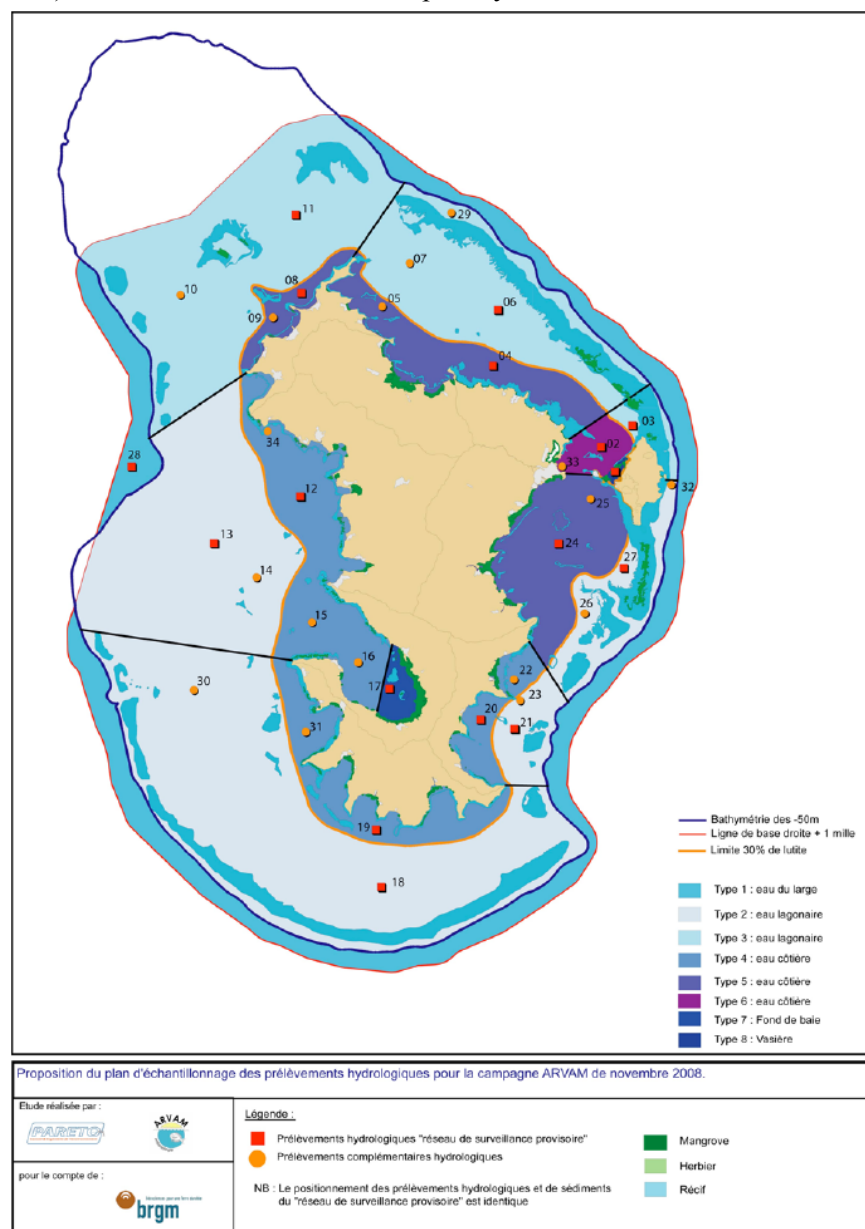 11
29
07
10
08
09
05
06
04
03
02
33
28
34
32
12
25
13
24
27
14
26
15
16
22
17
23
30
20
21
31
19
18
Bathymétrie des -50m
Ligne de base droite + 1 mille
Limite 30% de lutite
Type 1 : eau du large
Type 2 : eau lagonaire
Type 3 : eau lagonaire
Type 4 : eau côtière
Type 5 : eau côtière
Type 6 : eau côtière
Type 7 : Fond de baie
Type 8 : Vasière
Proposition du plan d'échantillonnage des prélèvements hydrologiques pour la campagne ARVAM de novembre 2008.
Etude réalisée par :
PARETO
ARVAM
pour le compte de :
brgm
Légende :
Prélèvements hydrologiques "réseau de surveillance provisoire"
Prélèvements complémentaires hydrologiques
NB : Le positionnement des prélèvements hydrologiques et de sédiments
du "réseau de surveillance provisoire" est identique
Mangrove
Herbier
Récif